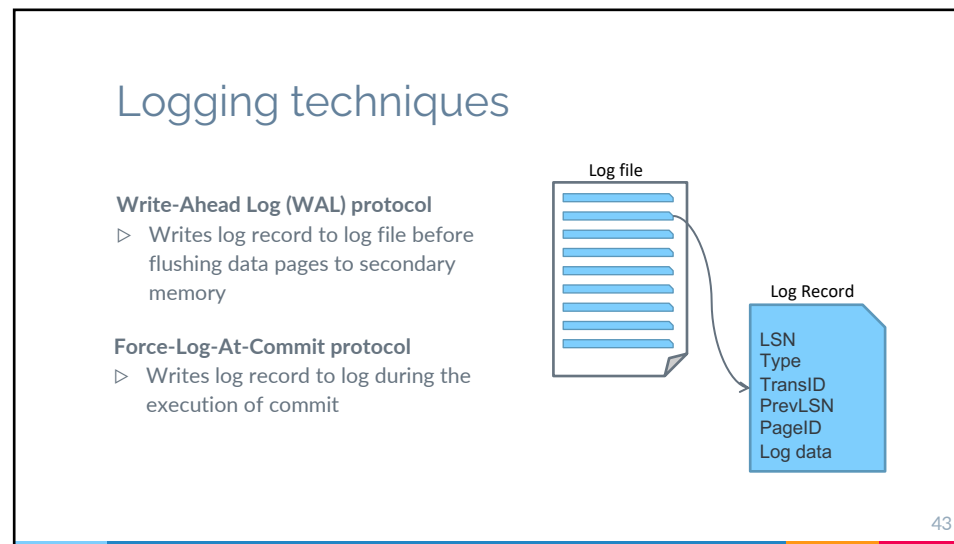 Logging techniques
Write-Ahead Log (WAL) protocol
▷ Writes log record to log file before
flushing data pages to secondary
memory
Force-Log-At-Commit protocol
▷ Writes log record to log during the
execution of commit
Log file
Log Record
LSN
Type
TransID
PrevLSN
PageID
Log data
43